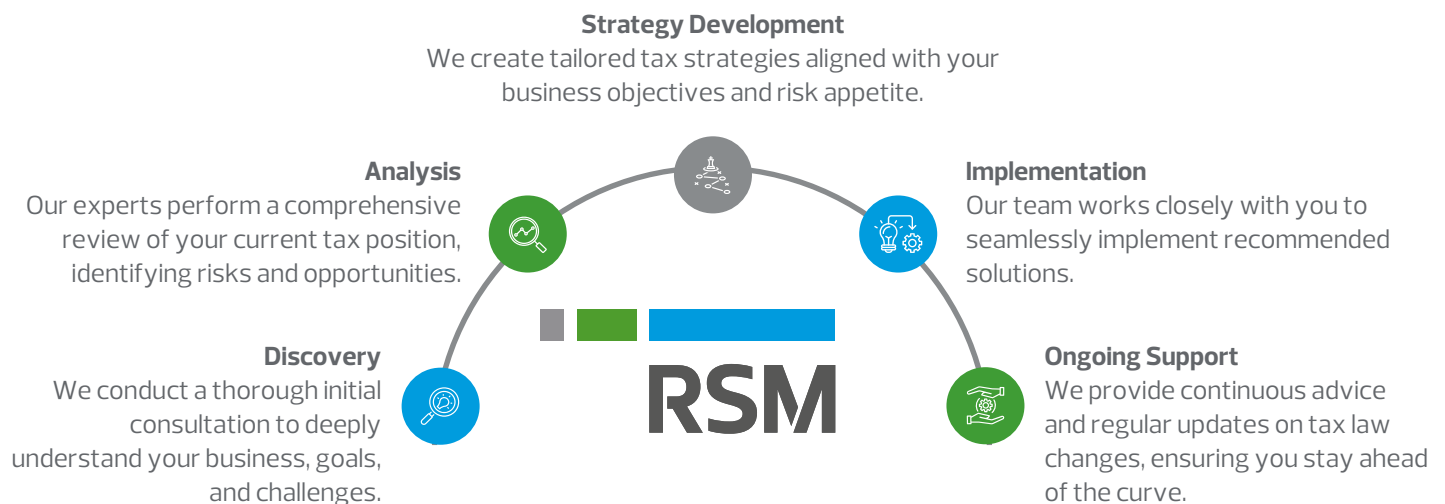 Strategy Development
We create tailored tax strategies aligned with your
business objectives and risk appetite.
Analysis
Our experts perform a comprehensive
review of your current tax position,
identifying risks and opportunities.
Implementation
Our team works closely with you to
seamlessly implement recommended
solutions.
Discovery
We conduct a thorough initial
consultation to deeply
understand your business, goals,
and challenges.
RSM
Ongoing Support
We provide continuous advice
and regular updates on tax law
changes, ensuring you stay ahead
of the curve.